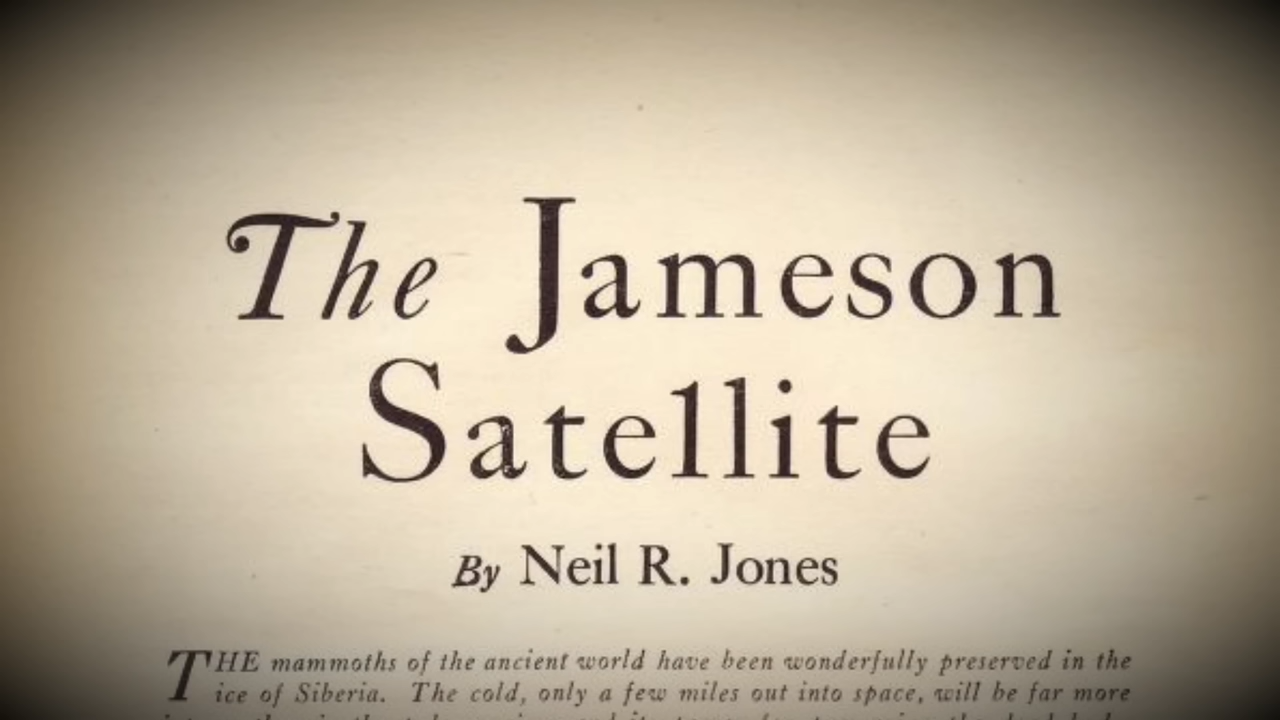 The Jameson
Satellite
By Neil R. Jones
THE mammoths of the ancient world have been wonderfully preserved in the
ice of Siberia. The cold, only a few miles out into space, will be far more